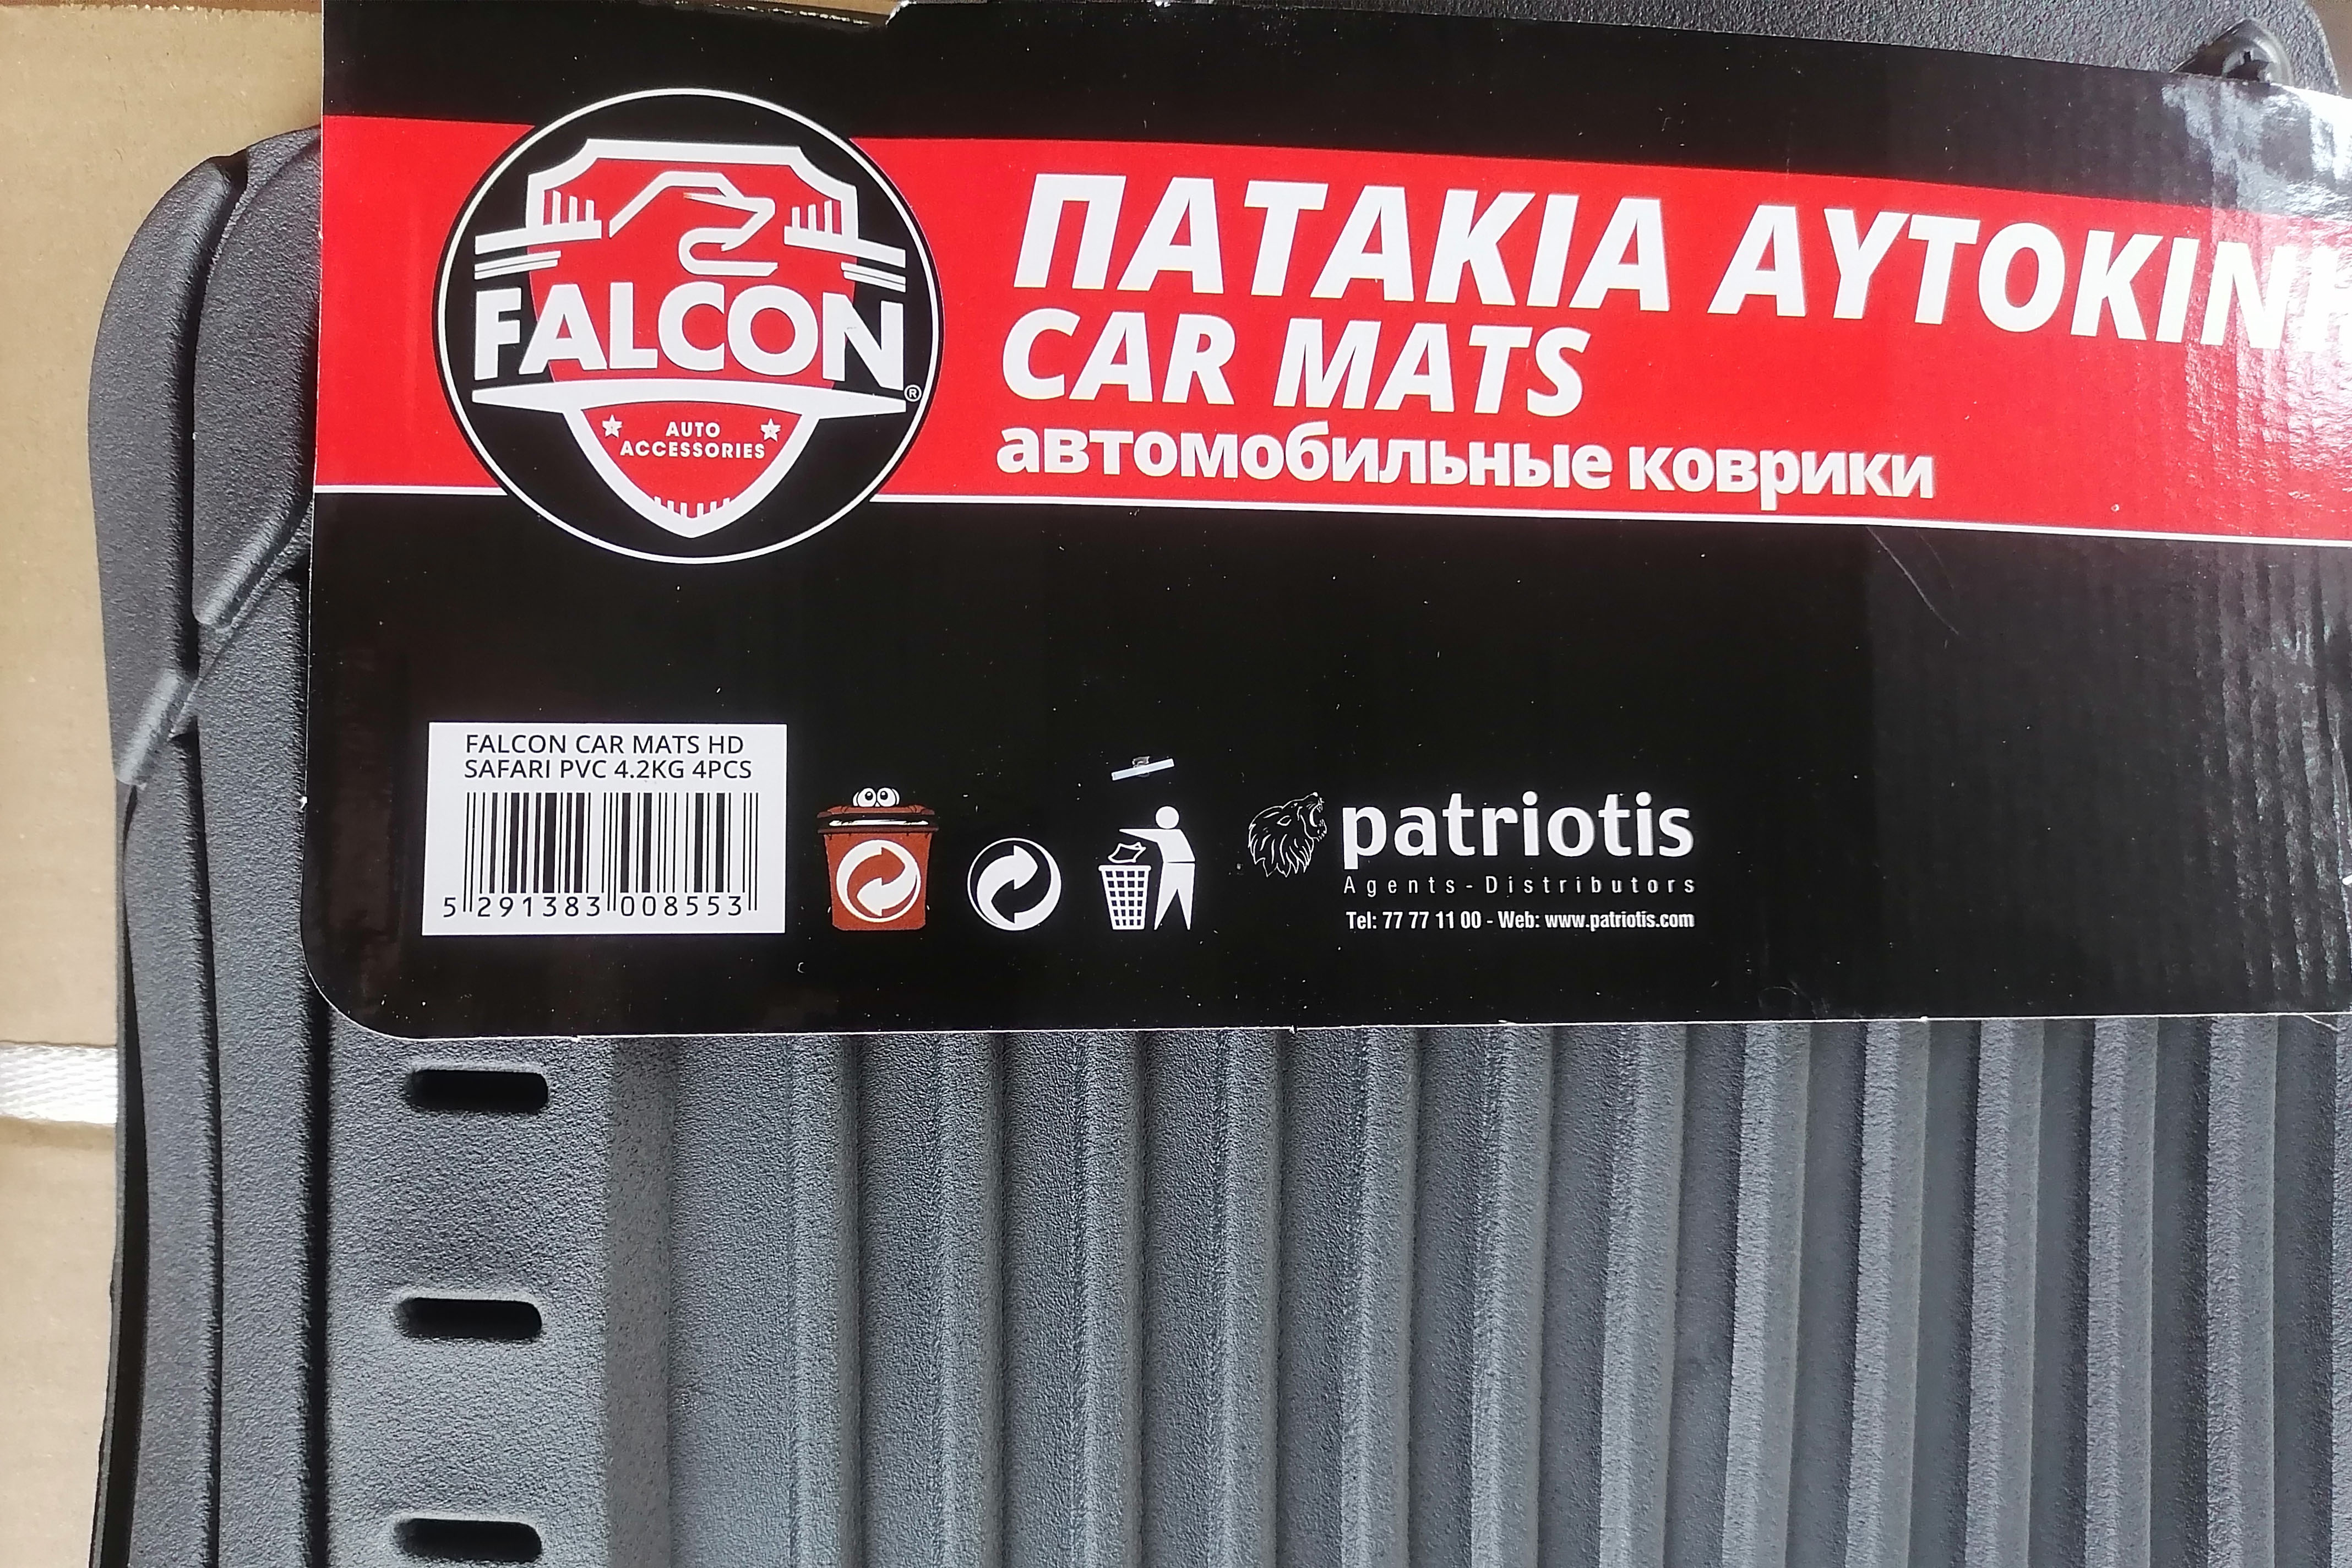 FALCON
®
AUTO
ACCESSORIES
ΠΑΤΑΚΙΑ
CAR MATS
автомобильные коврики
FALCON CAR MATS HD
SAFARI PVC 4.2KG 4PCS
5 291383 008553
patriotis
Agents-Distributors
Tel: 77 77 11 00 - Web: www.patriotis.com